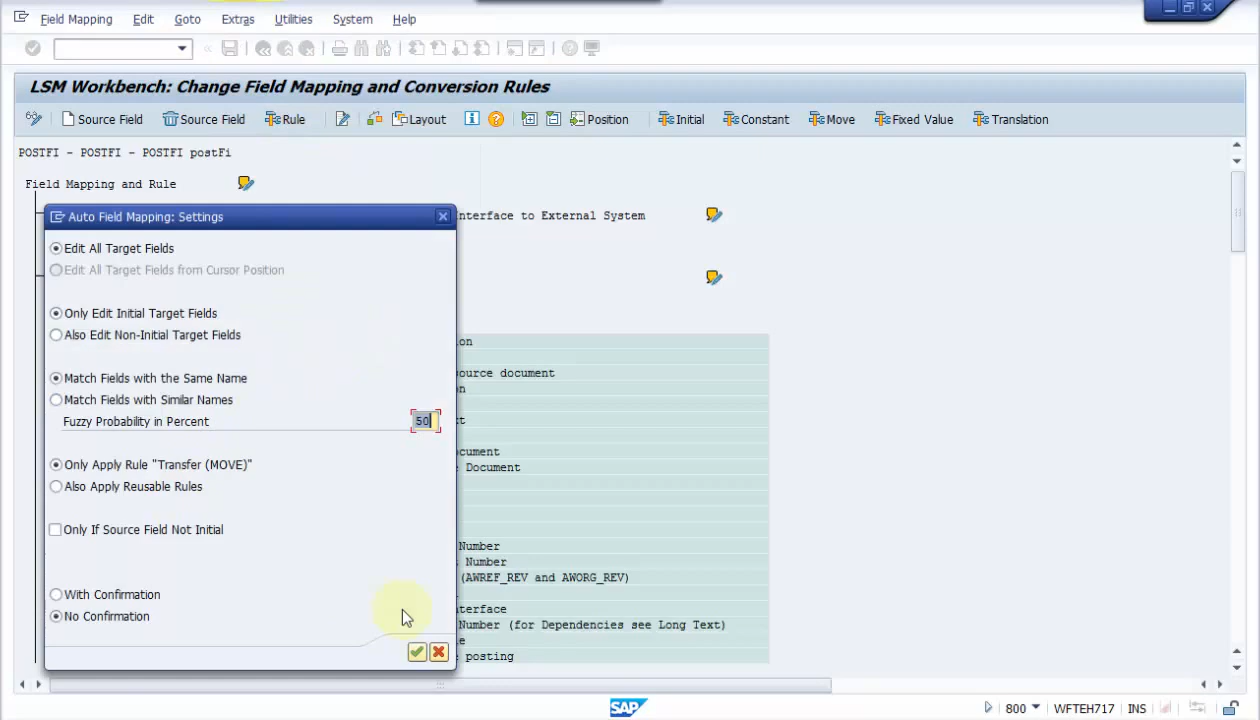 Field Mapping Edit Goto Extras Utilities System Help
LSM Workbench: Change Field Mapping and Conversion Rules
Source Field Source Field Rule Layout Position Initial Constant Move Fixed Value Translation
POSTFI - POSTFI - POSTFI postFi
Field Mapping and Rule
nterface to External System
Auto Field Mapping: Settings
Edit All Target Fields
Edit All Target Fields from Cursor Position
Only Edit Initial Target Fields
Also Edit Non-Initial Target Fields
Match Fields with the Same Name
Match Fields with Similar Names
Fuzzy Probability in Percent 50
Only Apply Rule "Transfer (MOVE)"
Also Apply Reusable Rules
Only If Source Field Not Initial
With Confirmation
No Confirmation
on
ource document
n
xt
cument
e Document
Number
t Number
(AWREF_REV and AWORG_REV)
terface
Number (for Dependencies see Long Text)
e
e posting
SAP 800 WFTEH717 INS